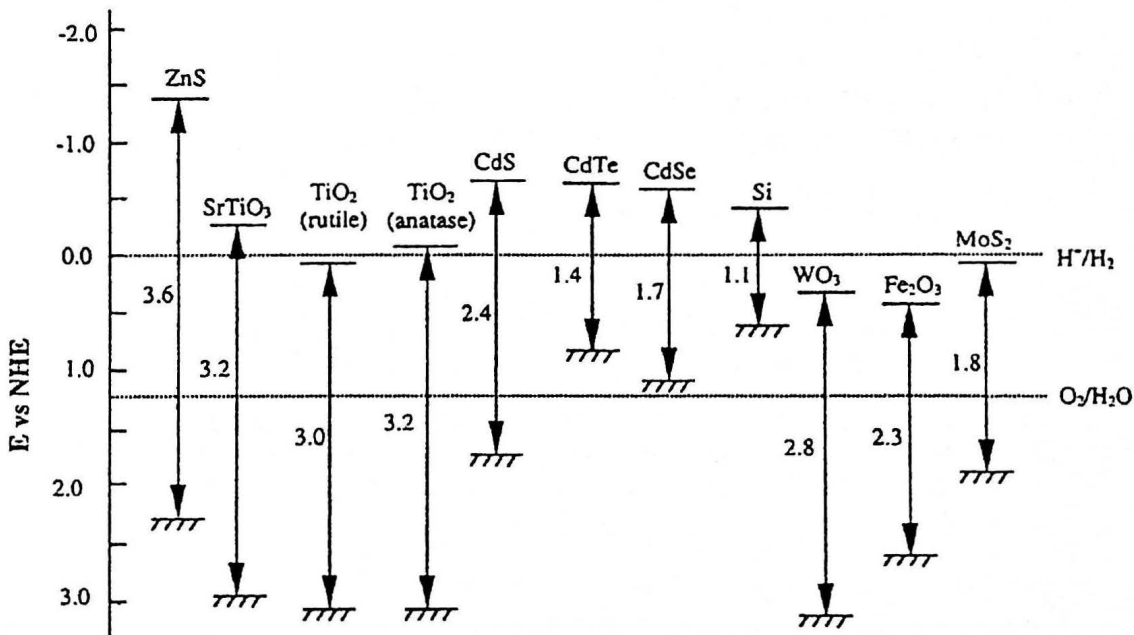 -2.0
ZnS
-1.0
CdS
CdTe
CdSe
Si
SrTiO₃
TiO₂
(rutile)
TiO₂
(anatase)
0.0
MoS₂
H⁻/H₂
3.6
1.4
1.7
1.1
WO₃
Fe₂O₃
2.4
3.2
1.0
1.8
O₂/H₂O
E vs NHE
3.0
3.2
2.8
2.3
2.0
3.0